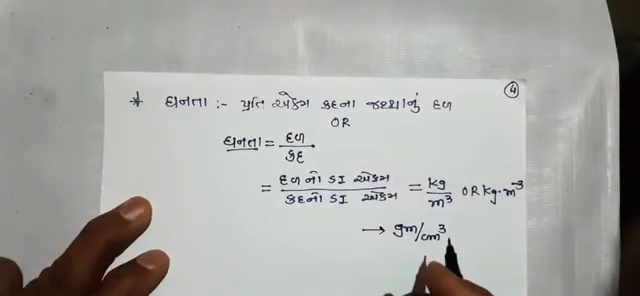 ④
* ઘનતા :- પ્રતિ એકમ કદના જથ્થાનું દળ
OR
ઘનતા = દળ / કદ
= દળનો SI એકમ / કદનો SI એકમ = kg / m³ OR kg·m⁻³
→ gm/cm³